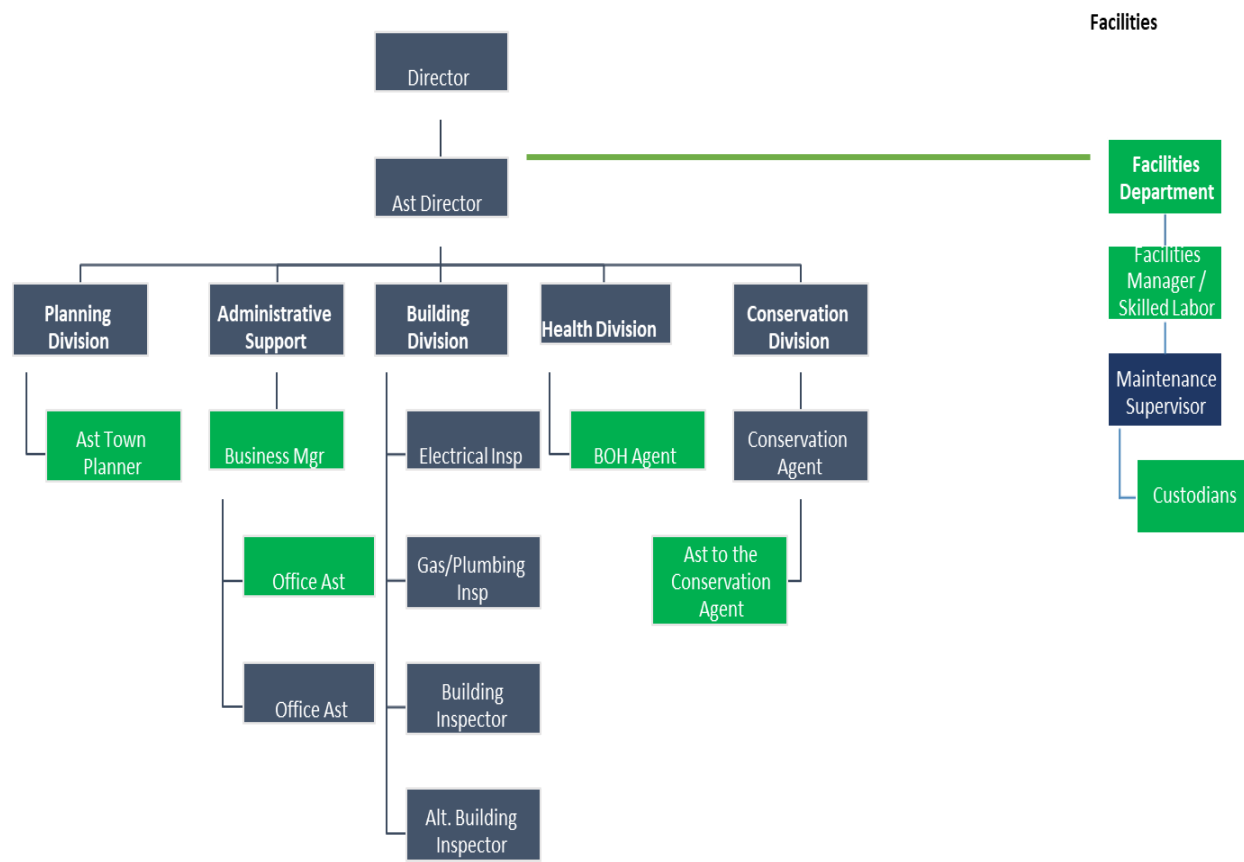 Facilities
Director
Ast Director
Facilities
Department
Facilities
Manager /
Skilled Labor
Maintenance
Supervisor
Custodians
Planning
Division
Administrative
Support
Building
Division
Health Division
Conservation
Division
Ast Town
Planner
Business Mgr
Electrical Insp
BOH Agent
Conservation
Agent
Office Ast
Gas/Plumbing
Insp
Ast to the
Conservation
Agent
Office Ast
Building
Inspector
Alt. Building
Inspector